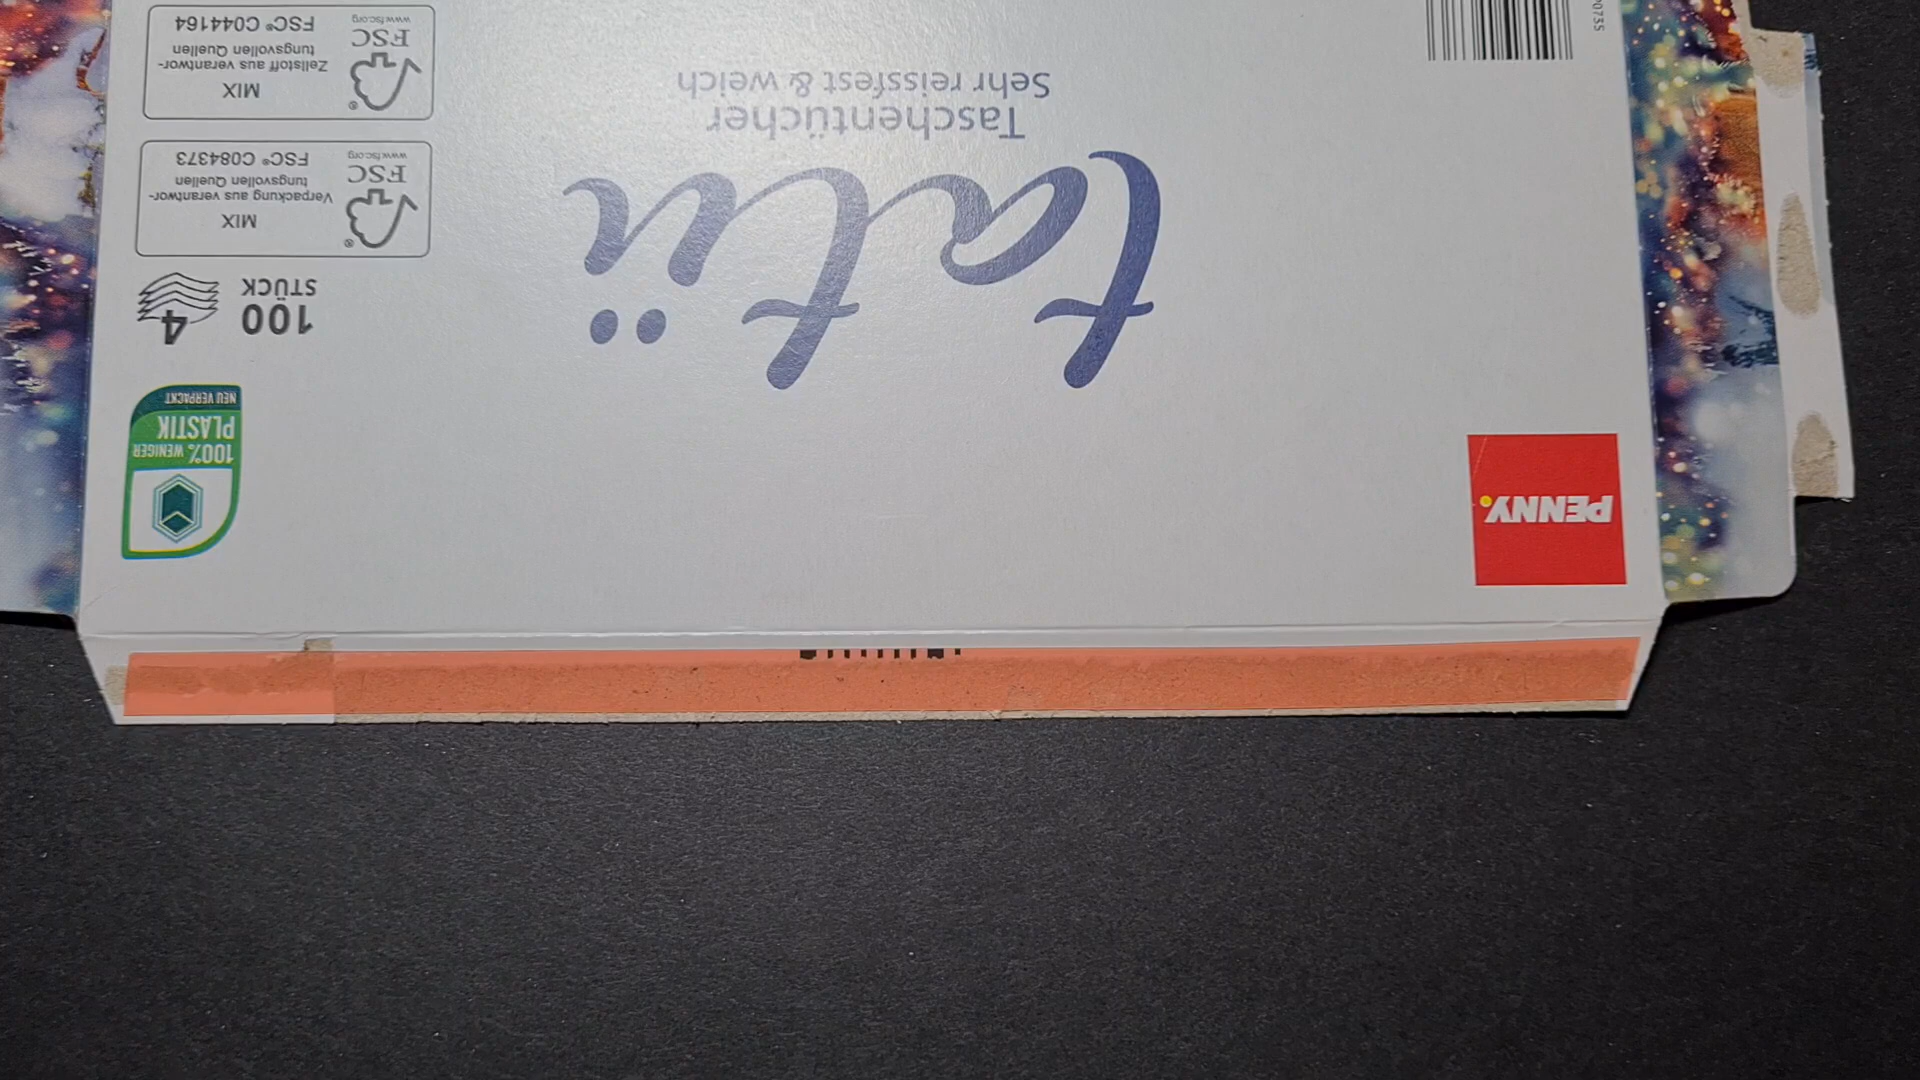 PENNY.
tatü
Taschentücher
Sehr reissfest & weich
100% WENIGER
PLASTIK
NEU VERPACKT
100
STÜCK
4
MIX
Verpackung aus verantwor-
tungsvollen Quellen
FSC® C084373
FSC
www.fsc.org
MIX
Zellstoff aus verantwor-
tungsvollen Quellen
FSC® C044164
FSC
www.fsc.org